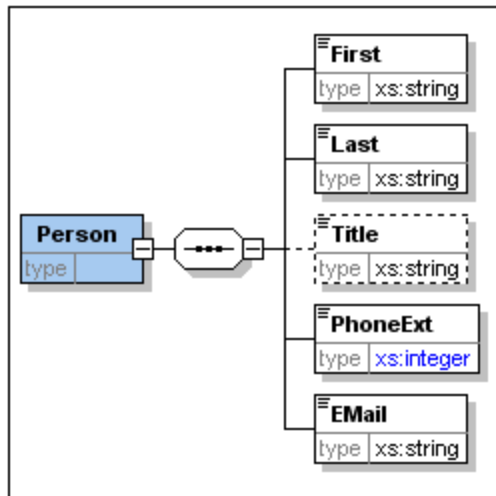 First
type xs:string
Last
type xs:string
Person
type
Title
type xs:string
PhoneExt
type xs:integer
EMail
type xs:string